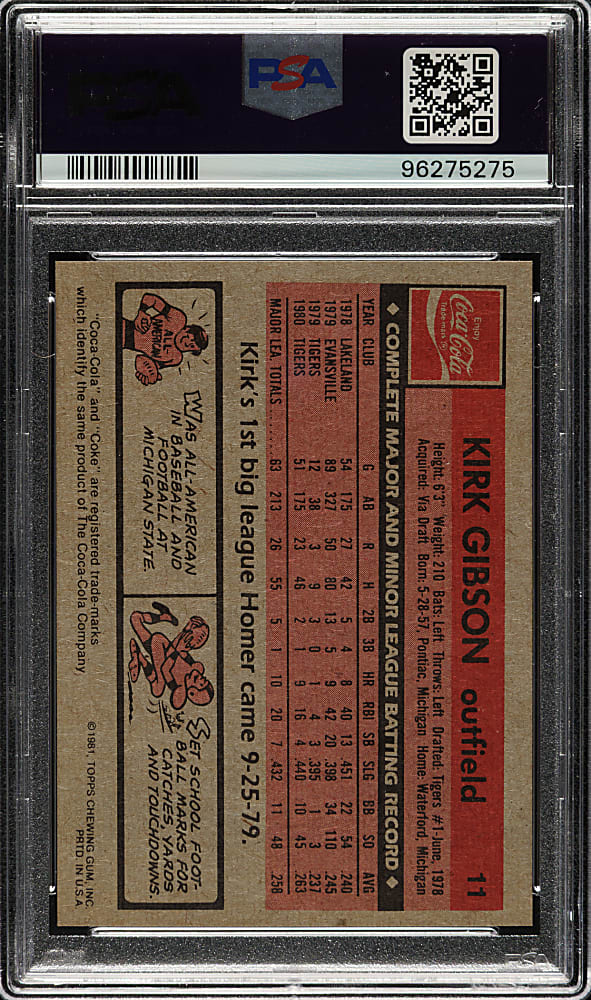 PSA
96275275
Enjoy
Coca-Cola
Trade-mark ®
KIRK GIBSON outfield 11
Height: 6'3" Weight: 210 Bats: Left Throws: Left Drafted: Tigers #1-June, 1978
Acquired: Via Draft Born: 5-28-57, Pontiac, Michigan Home: Waterford, Michigan
◆ COMPLETE MAJOR AND MINOR LEAGUE BATTING RECORD ◆
YEAR CLUB G AB R H 2B 3B HR RBI SB SLG BB SO AVG
1978 LAKELAND 54 175 27 42 5 4 8 40 13 .451 22 54 .240
1979 EVANSVILLE 89 327 50 80 13 5 9 42 20 .398 34 110 .245
1979 TIGERS 12 38 3 9 3 0 1 4 3 .395 1 3 .237
1980 TIGERS 51 175 23 46 2 1 9 16 4 .440 10 45 .263
MAJOR LEA. TOTALS...... 63 213 26 55 5 1 10 20 7 .432 11 48 .258
Kirk's 1st big league Homer came 9-25-79.
ALL AMERICAN
WAS ALL-AMERICAN
IN BASEBALL AND
FOOTBALL AT
MICHIGAN STATE.
SET SCHOOL FOOT-
BALL MARKS FOR
CATCHES, YARDS
AND TOUCHDOWNS.
"Coca-Cola" and "Coke" are registered trade-marks
which identify the same product of The Coca-Cola Company
©1981, TOPPS CHEWING GUM, INC.
PRTD. IN U.S.A.
PSA